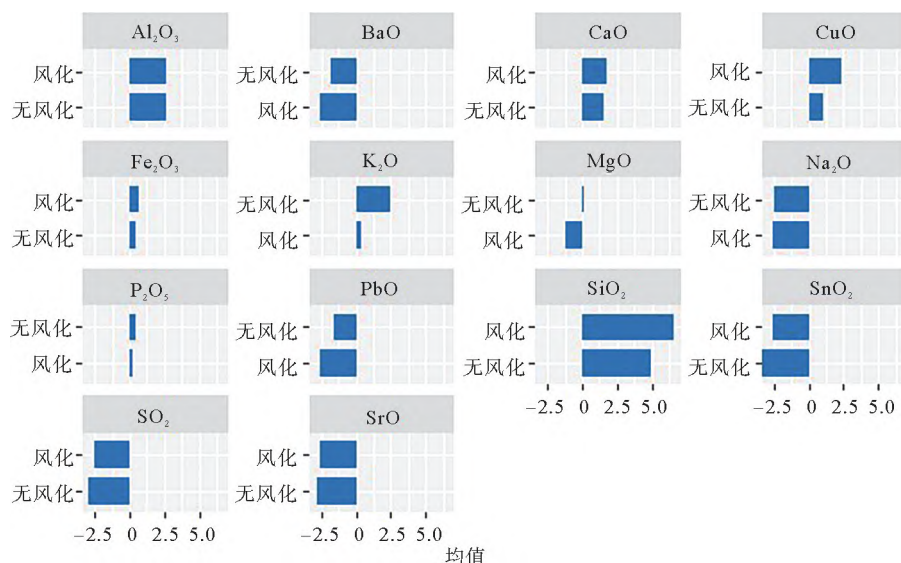 Al₂O₃ BaO CaO CuO
风化 无风化 风化 风化
无风化 风化 无风化 无风化
Fe₂O₃ K₂O MgO Na₂O
风化 无风化 无风化 无风化
无风化 风化 风化 风化
P₂O₅ PbO SiO₂ SnO₂
无风化 无风化 风化 风化
风化 风化 无风化 无风化
−2.5 0 2.5 5.0 −2.5 0 2.5 5.0
SO₂ SrO
风化 风化
无风化 无风化
−2.5 0 2.5 5.0 −2.5 0 2.5 5.0
均值